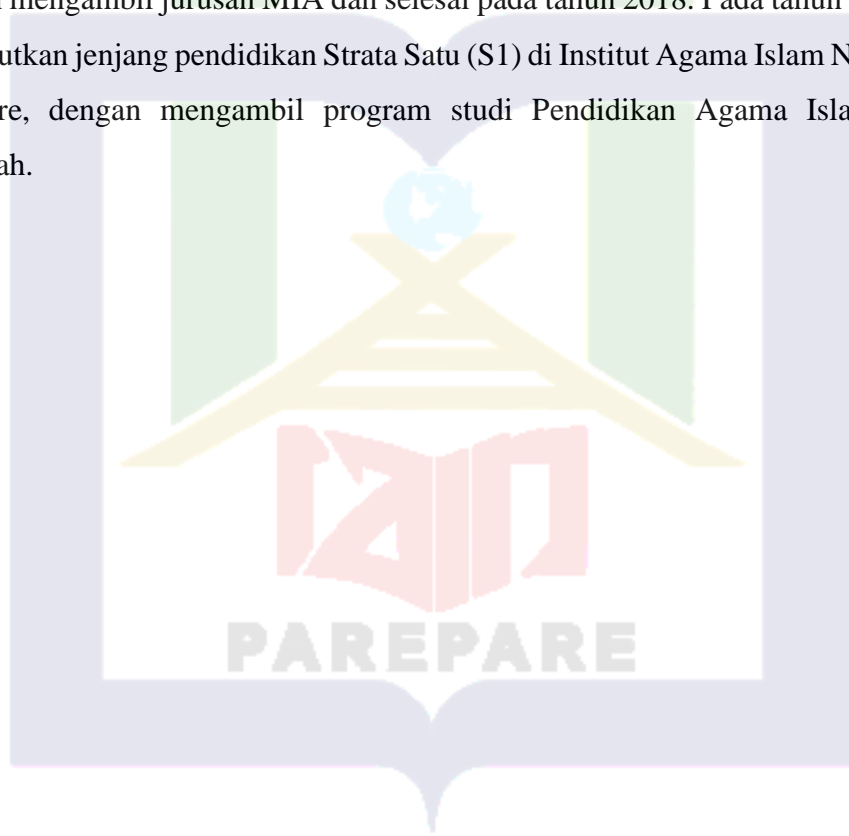 mengambil jurusan MIA dan selesai pada tahun 2018. Pada tahun
utkan jenjang pendidikan Strata Satu (S1) di Institut Agama Islam N
re, dengan mengambil program studi Pendidikan Agama Isla
ah.
iain
PAREPARE